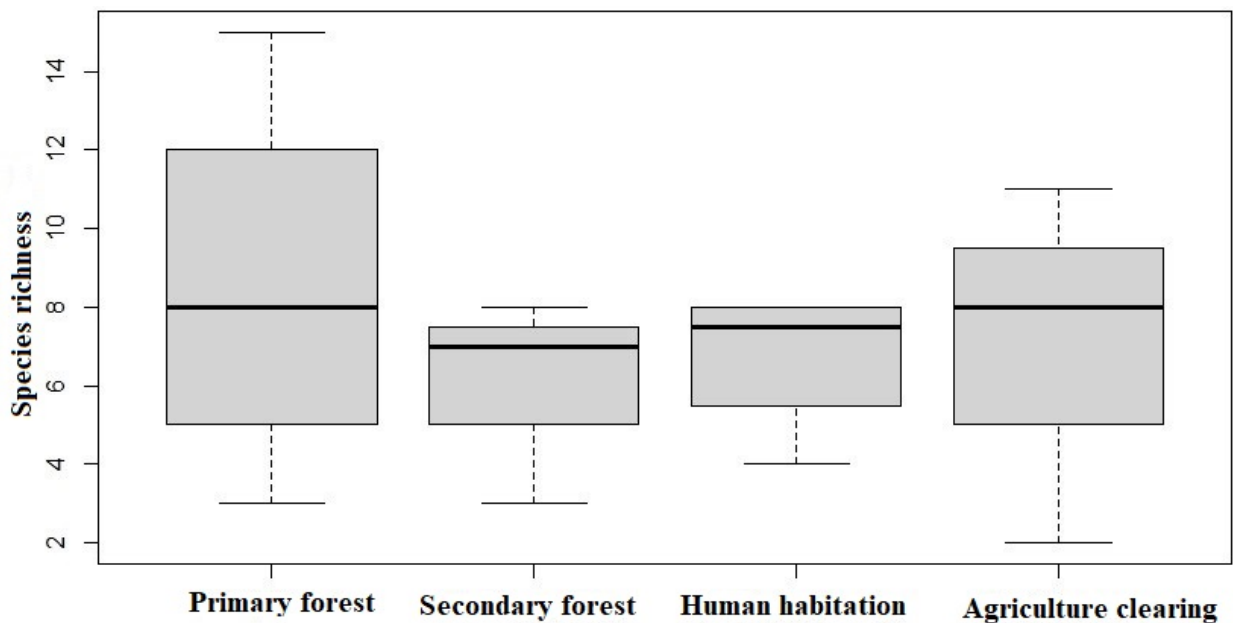 Species richness
14
12
10
8
6
4
2
Primary forest
Secondary forest
Human habitation
Agriculture clearing